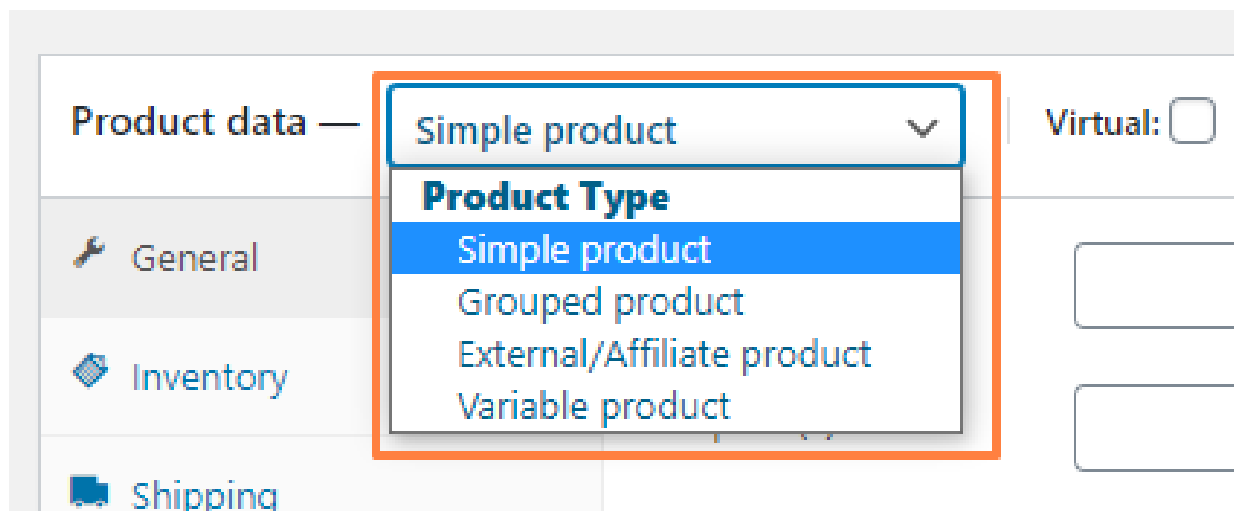 Product data —
Simple product
Virtual:
Product Type
Simple product
Grouped product
External/Affiliate product
Variable product
General
Inventory
Shipping